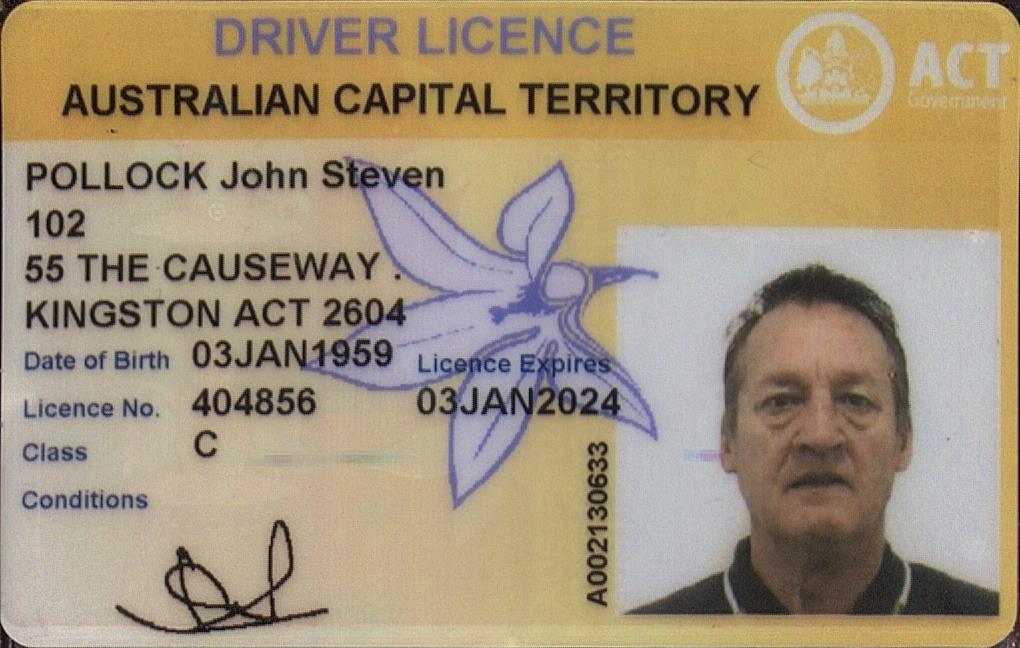 DRIVER LICENCE
AUSTRALIAN CAPITAL TERRITORY
ACT
Government
POLLOCK John Steven
102
55 THE CAUSEWAY .
KINGSTON ACT 2604
Date of Birth 03JAN1959
Licence Expires
Licence No. 404856
03JAN2024
Class C
Conditions
A002130633